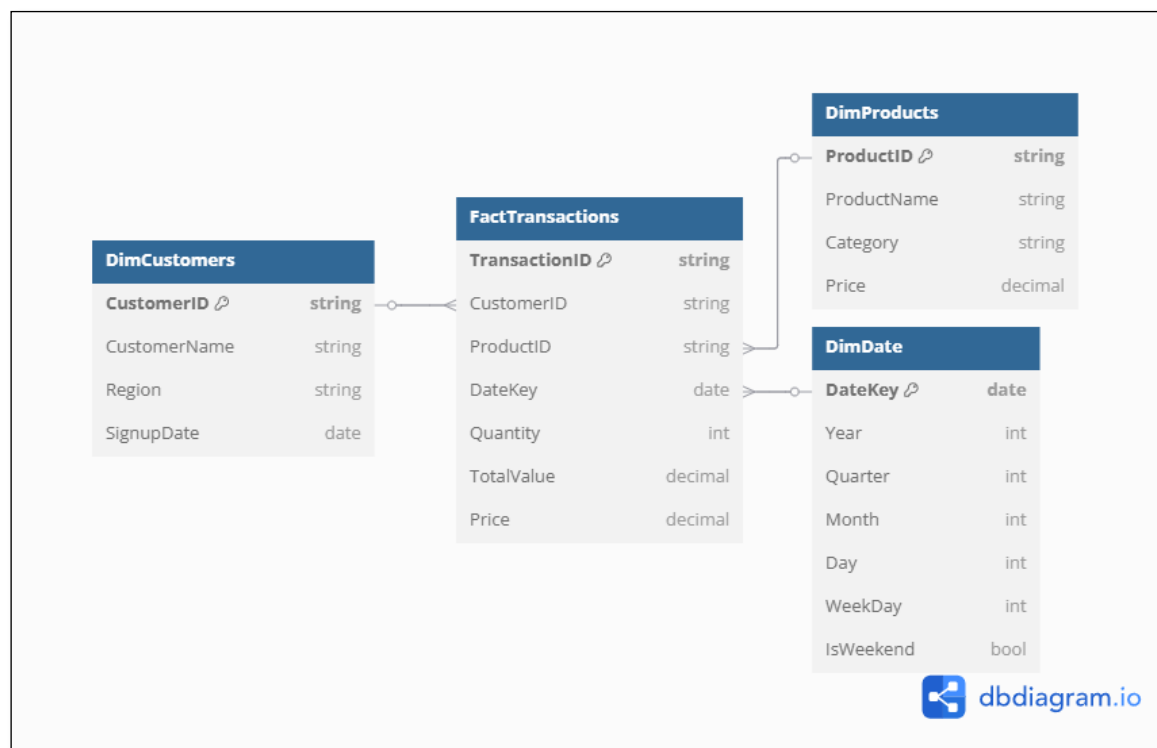 DimCustomers
CustomerID string
CustomerName string
Region string
SignupDate date
FactTransactions
TransactionID string
CustomerID string
ProductID string
DateKey date
Quantity int
TotalValue decimal
Price decimal
DimProducts
ProductID string
ProductName string
Category string
Price decimal
DimDate
DateKey date
Year int
Quarter int
Month int
Day int
WeekDay int
IsWeekend bool
dbdiagram.io